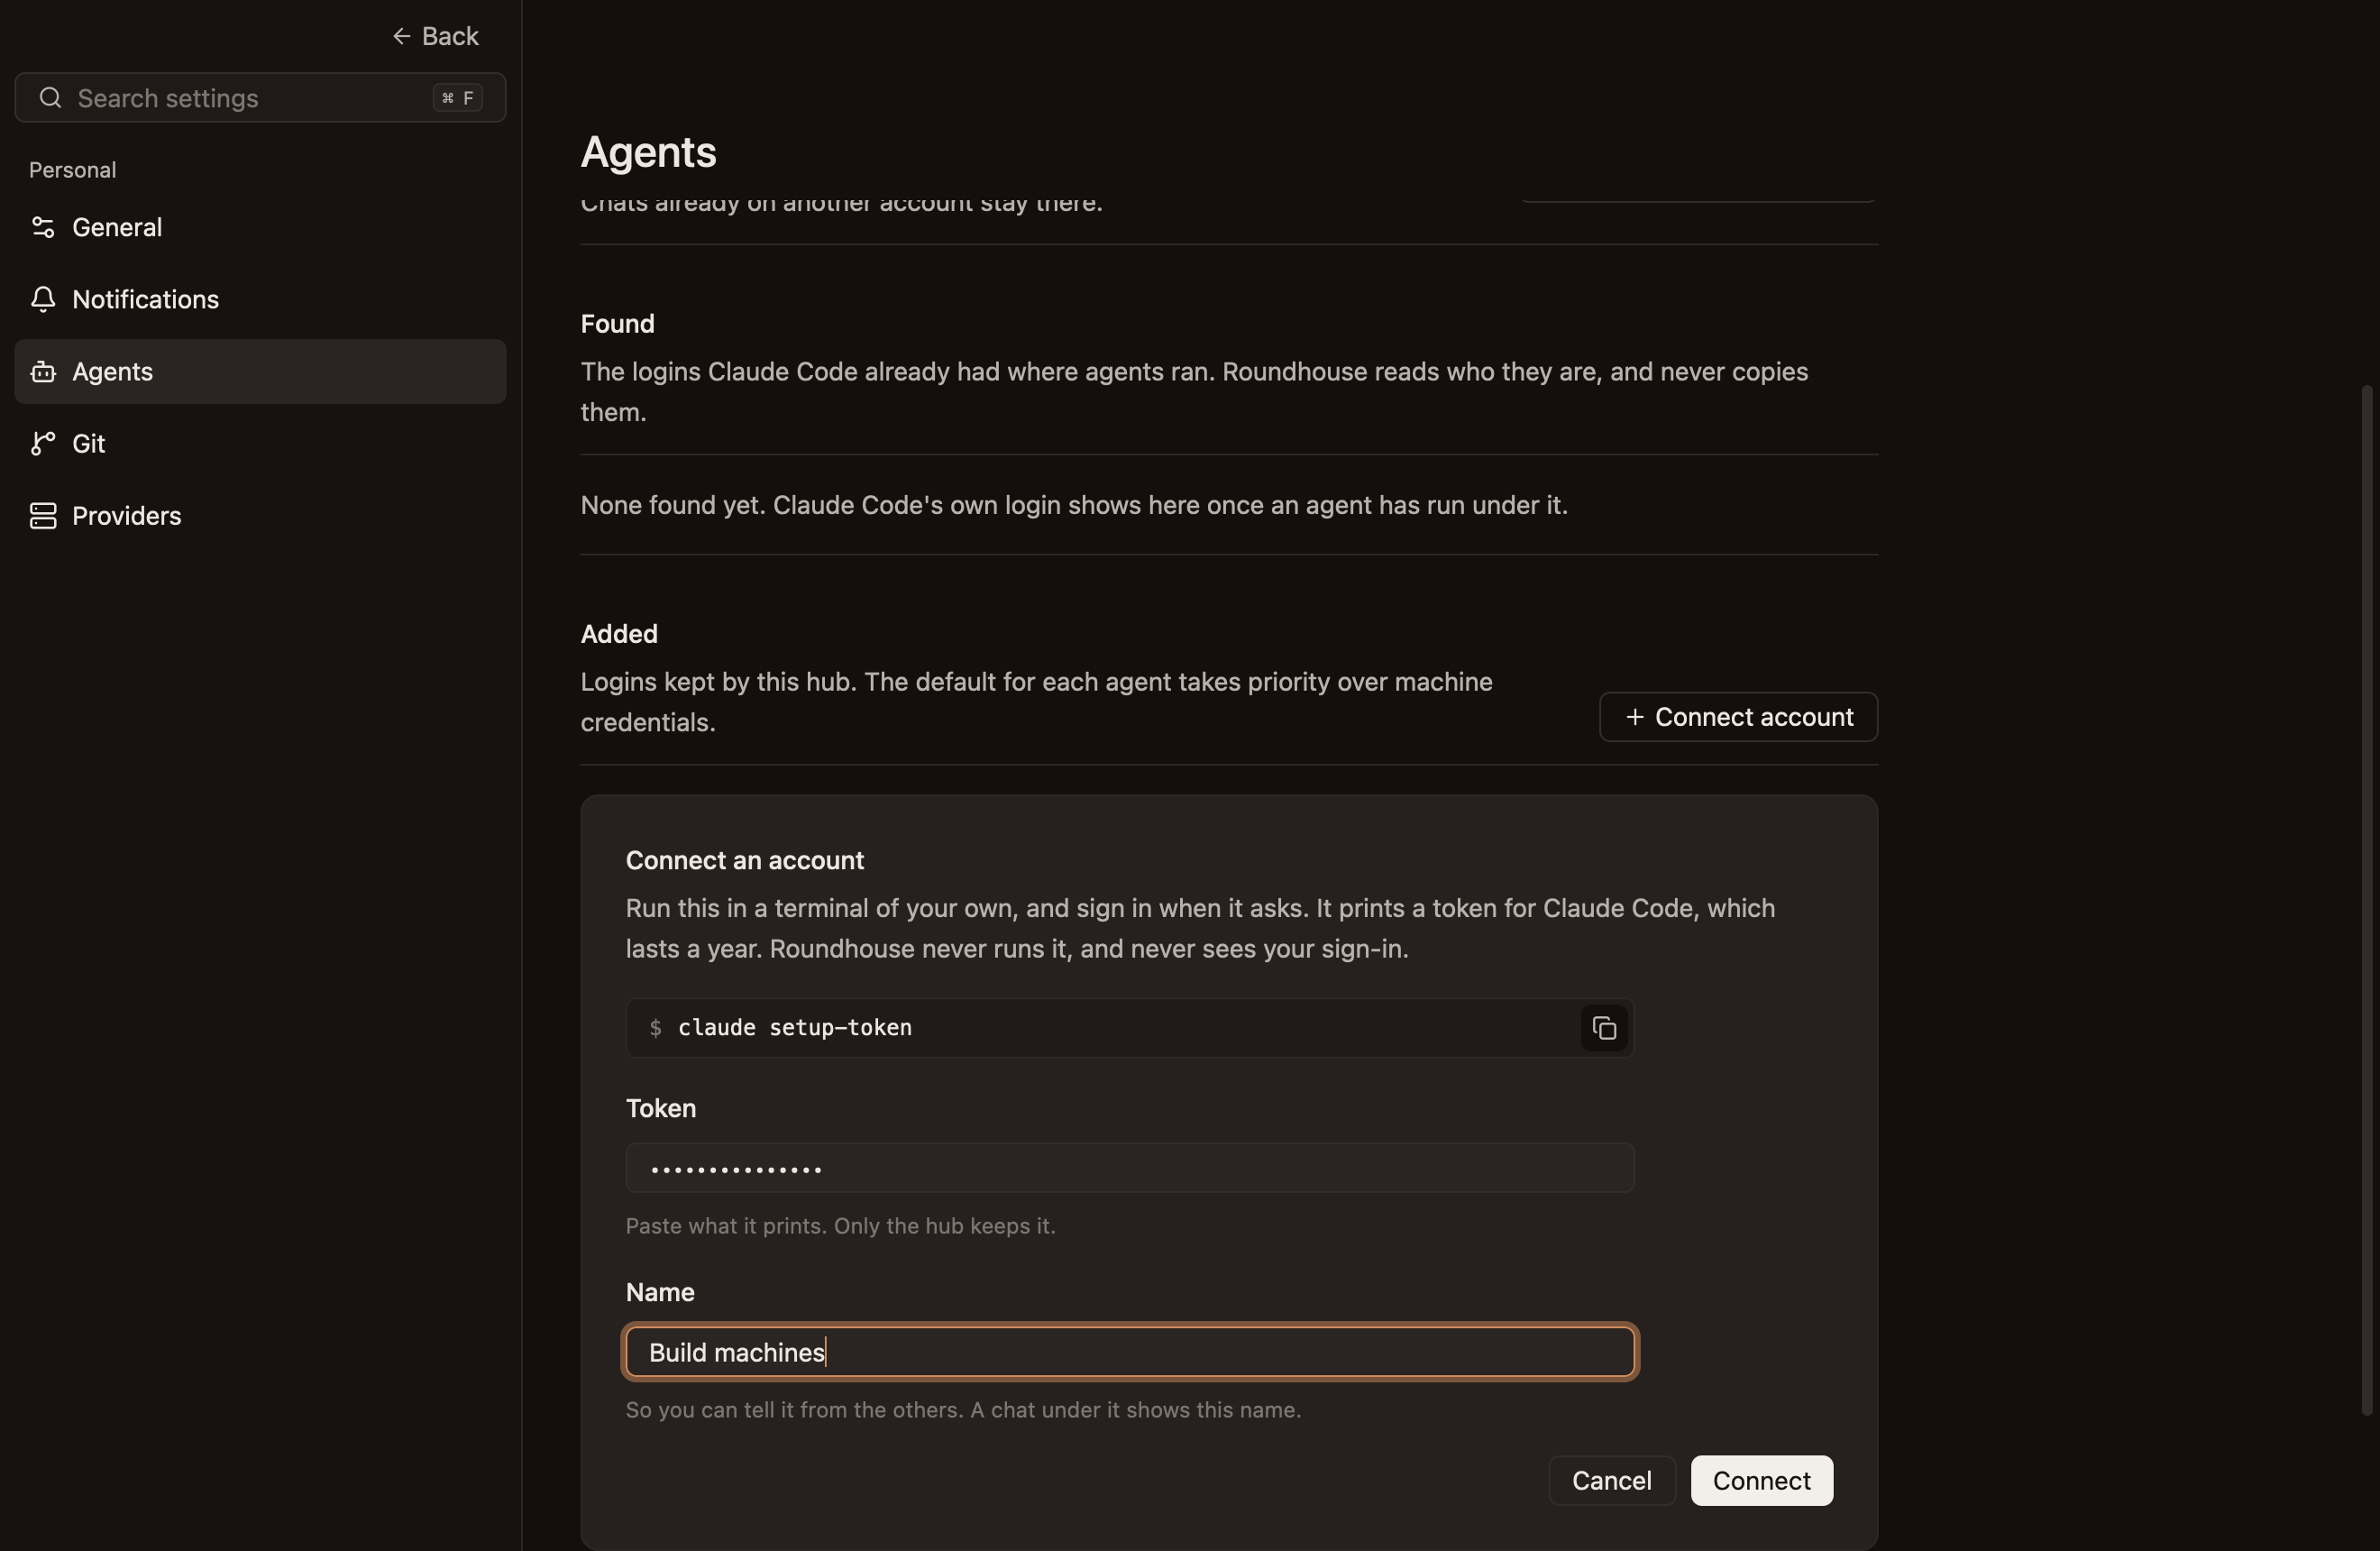 Back
Search settings
⌘ F
Personal
General
Notifications
Agents
Git
Providers
Agents
Chats already on another account stay there.
Found
The logins Claude Code already had where agents ran. Roundhouse reads who they are, and never copies
them.
None found yet. Claude Code's own login shows here once an agent has run under it.
Added
Logins kept by this hub. The default for each agent takes priority over machine
credentials.
+ Connect account
Connect an account
Run this in a terminal of your own, and sign in when it asks. It prints a token for Claude Code, which
lasts a year. Roundhouse never runs it, and never sees your sign-in.
$ claude setup-token
Token
•••••••••••••••
Paste what it prints. Only the hub keeps it.
Name
Build machines
So you can tell it from the others. A chat under it shows this name.
Cancel
Connect